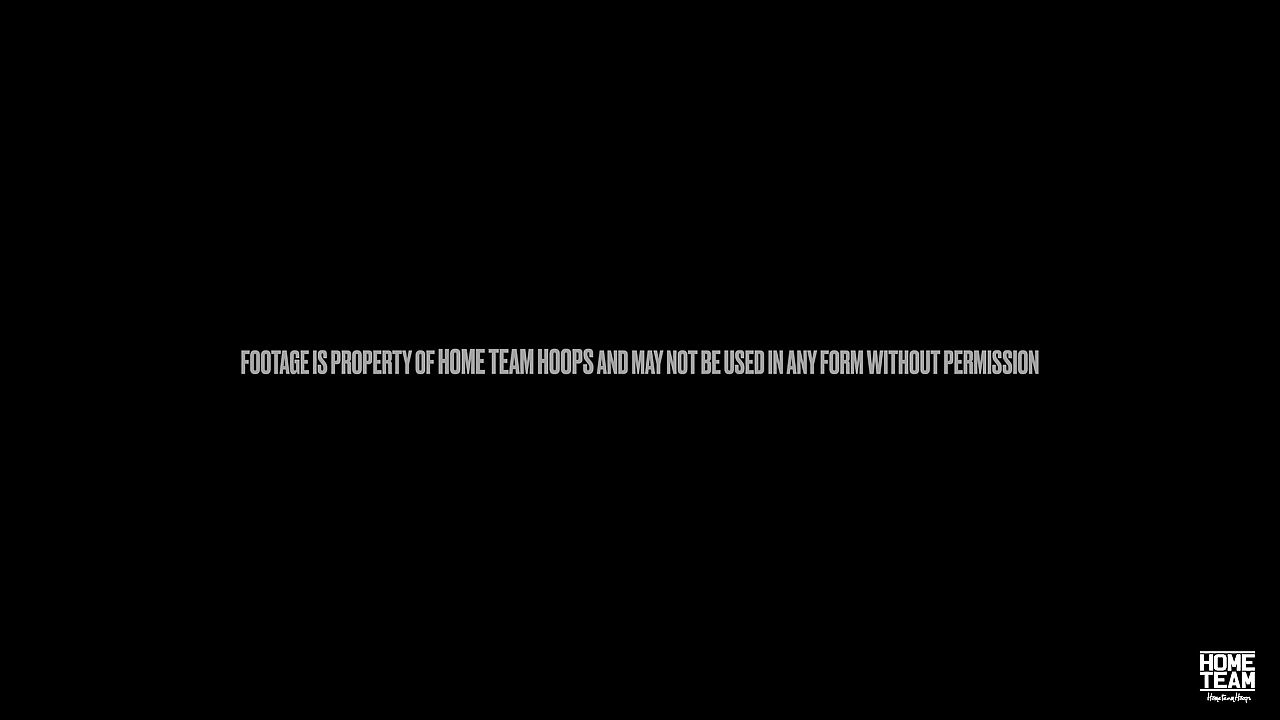 FOOTAGE IS PROPERTY OF HOME TEAM HOOPS AND MAY NOT BE USED IN ANY FORM WITHOUT PERMISSION
HOME
TEAM
HomeTeamHoops